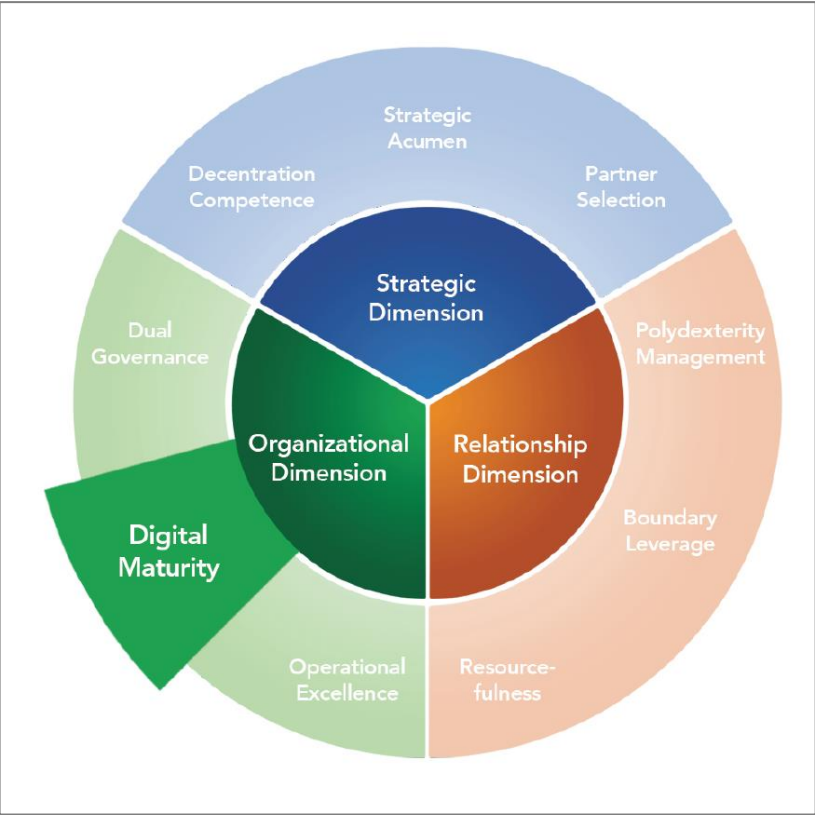 Strategic
Acumen
Decentration
Competence
Partner
Selection
Strategic
Dimension
Dual
Governance
Polydexterity
Management
Organizational
Dimension
Relationship
Dimension
Digital
Maturity
Boundary
Leverage
Operational
Excellence
Resource-
fulness